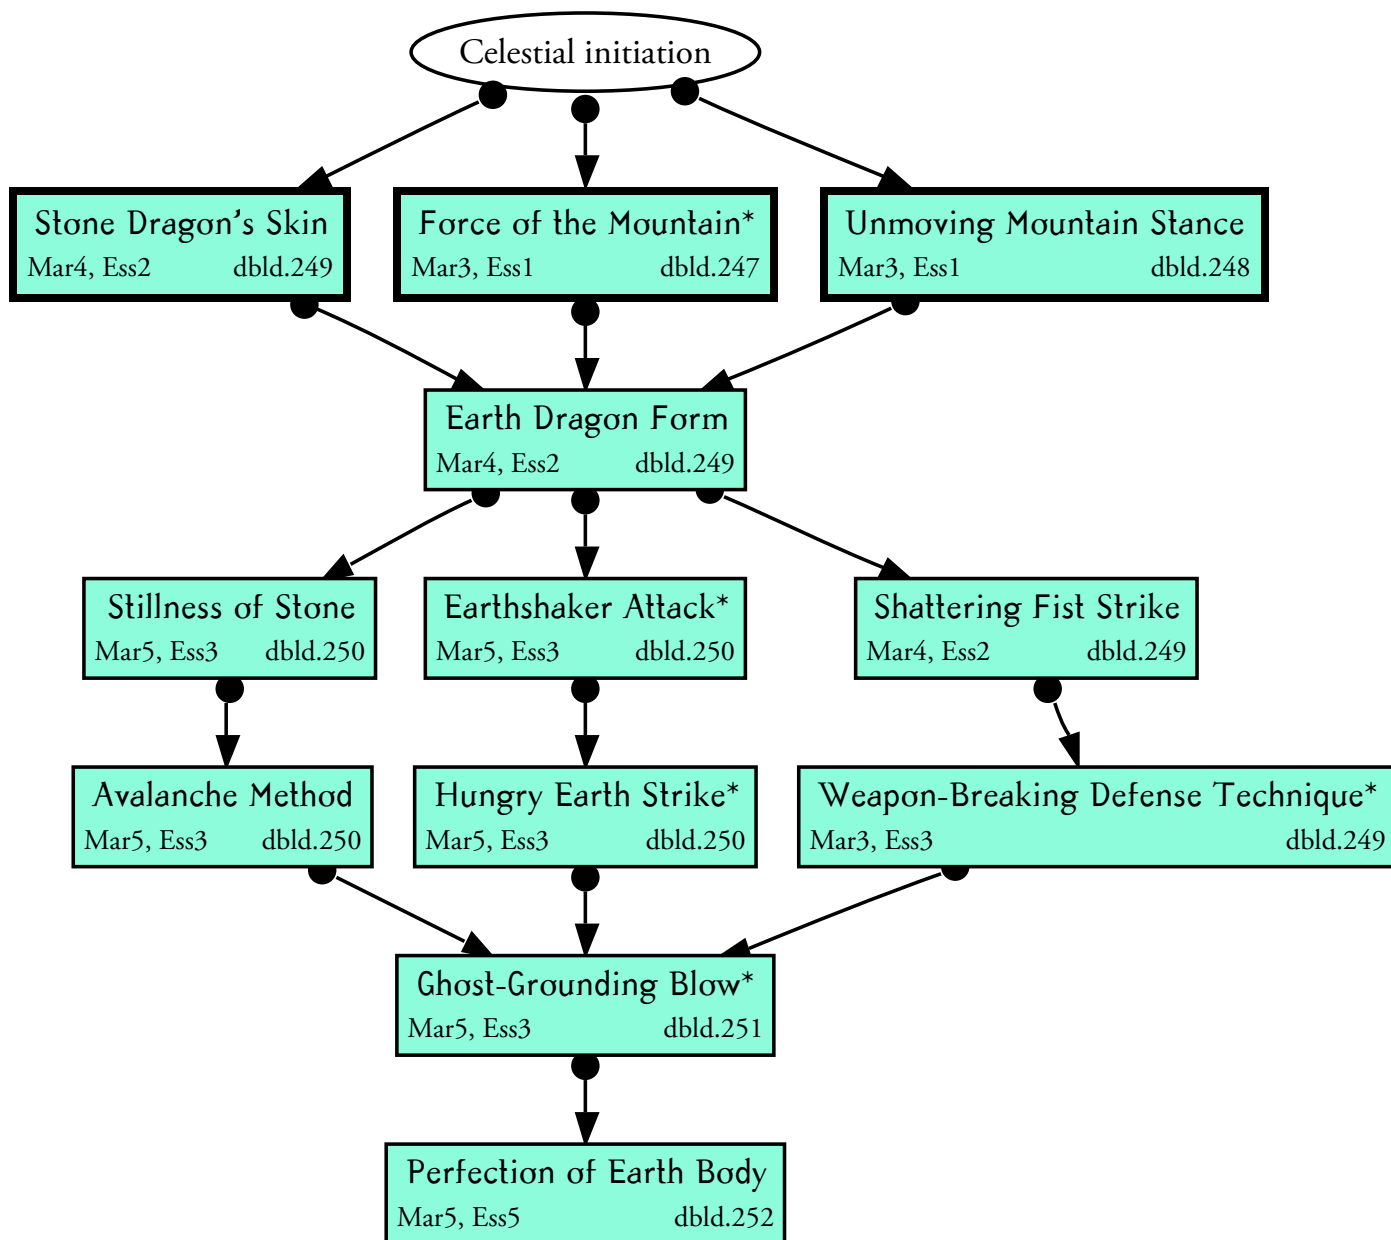 Celestial initiation
Stone Dragon's Skin
Mar4, Ess2 dbld.249
Force of the Mountain*
Mar3, Ess1 dbld.247
Unmoving Mountain Stance
Mar3, Ess1 dbld.248
Earth Dragon Form
Mar4, Ess2 dbld.249
Stillness of Stone
Mar5, Ess3 dbld.250
Earthshaker Attack*
Mar5, Ess3 dbld.250
Shattering Fist Strike
Mar4, Ess2 dbld.249
Avalanche Method
Mar5, Ess3 dbld.250
Hungry Earth Strike*
Mar5, Ess3 dbld.250
Weapon-Breaking Defense Technique*
Mar3, Ess3 dbld.249
Ghost-Grounding Blow*
Mar5, Ess3 dbld.251
Perfection of Earth Body
Mar5, Ess5 dbld.252